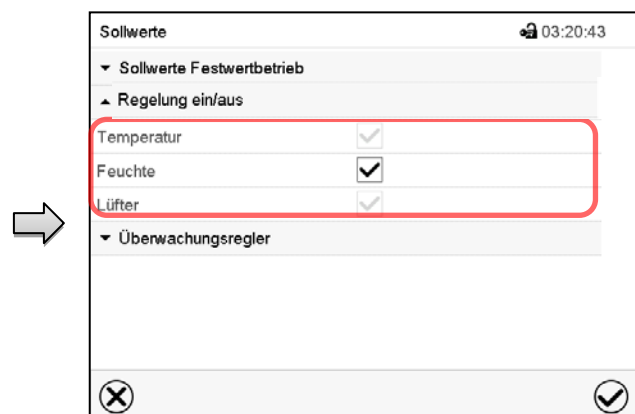 Sollwerte 03:20:43
Sollwerte Festwertbetrieb
Regelung ein/aus
Temperatur
Feuchte
Lüfter
Überwachungsregler